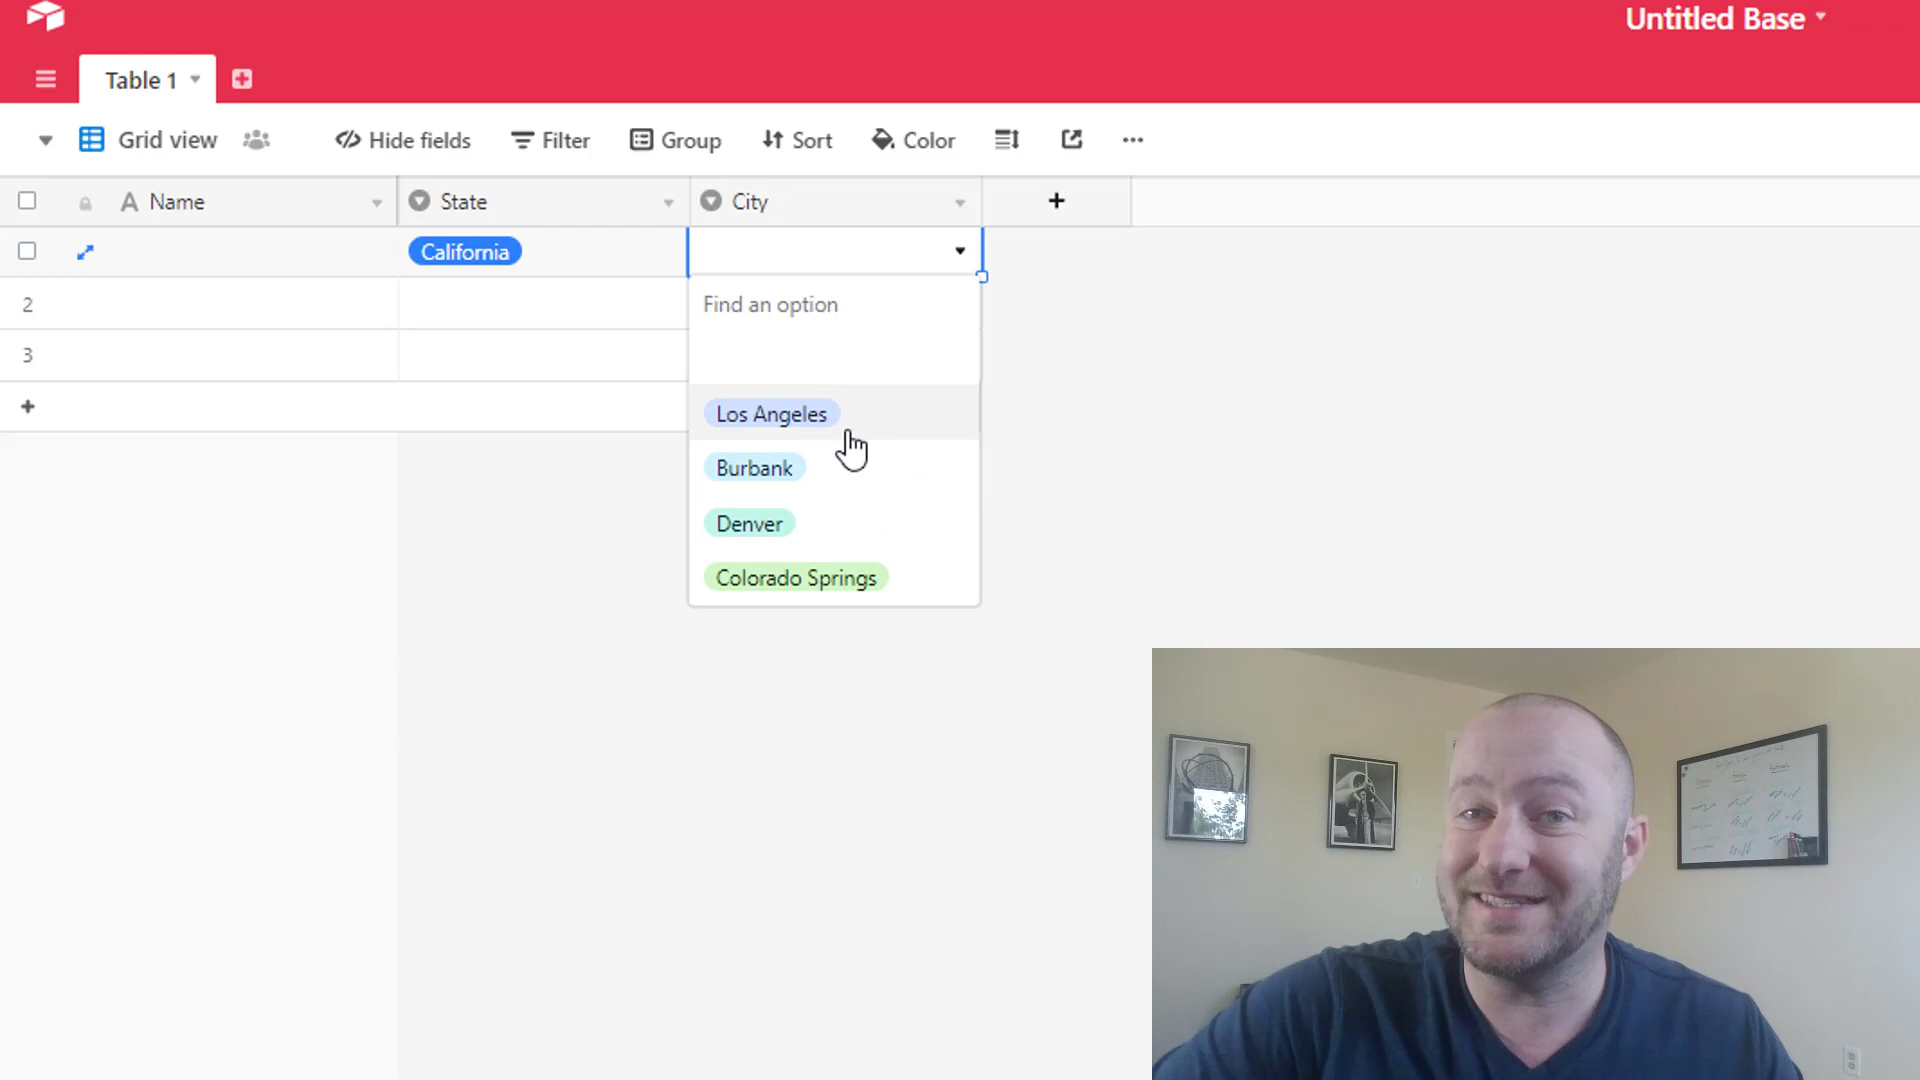 Untitled Base
Table 1
Grid view
Hide fields
Filter
Group
Sort
Color
Name
State
City
California
2
3
Find an option
Los Angeles
Burbank
Denver
Colorado Springs